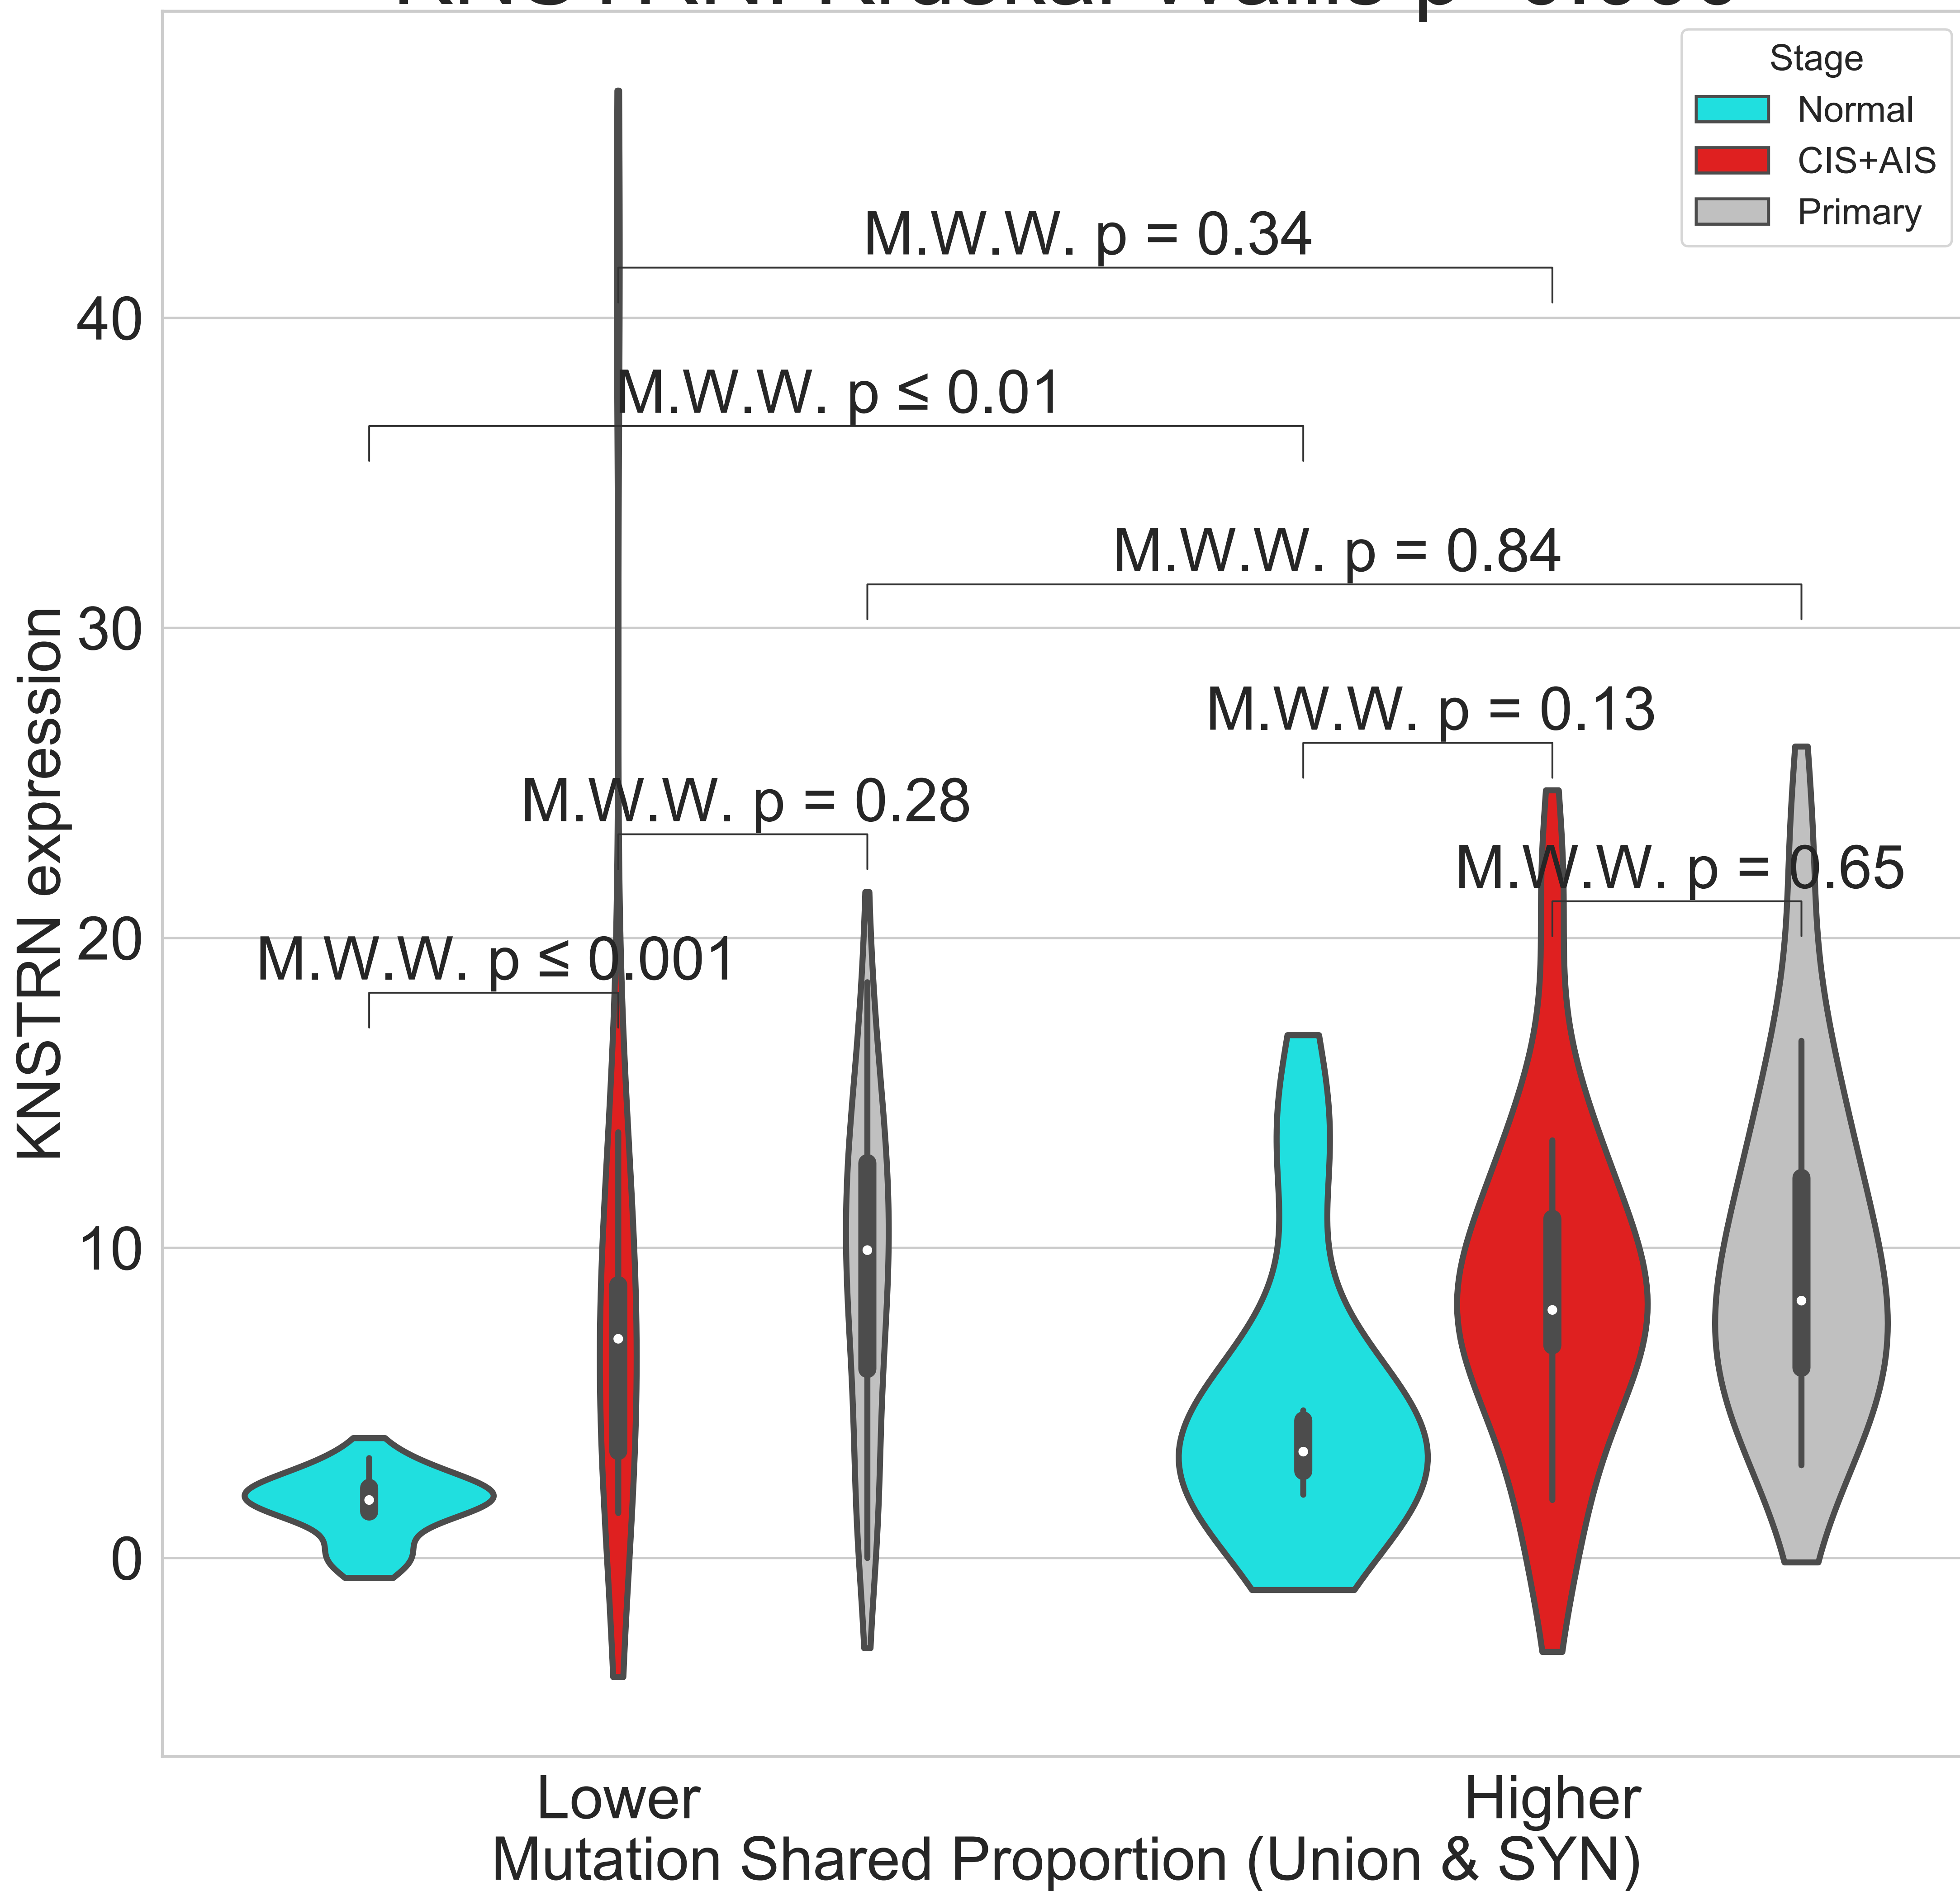 Stage
Normal
CIS+AIS
Primary
M.W.W. p = 0.34
40
M.W.W. p ≤ 0.01
M.W.W. p = 0.84
30
M.W.W. p = 0.13
M.W.W. p = 0.28
M.W.W. p = 0.65
20
M.W.W. p ≤ 0.001
KNSTRN expression
10
0
Lower
Higher
Mutation Shared Proportion (Union & SYN)